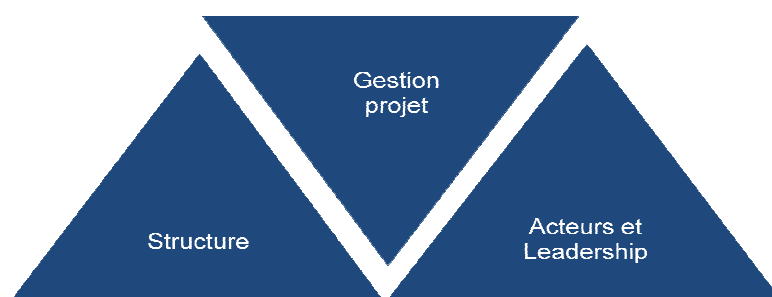 Gestion
projet
Structure
Acteurs et
Leadership